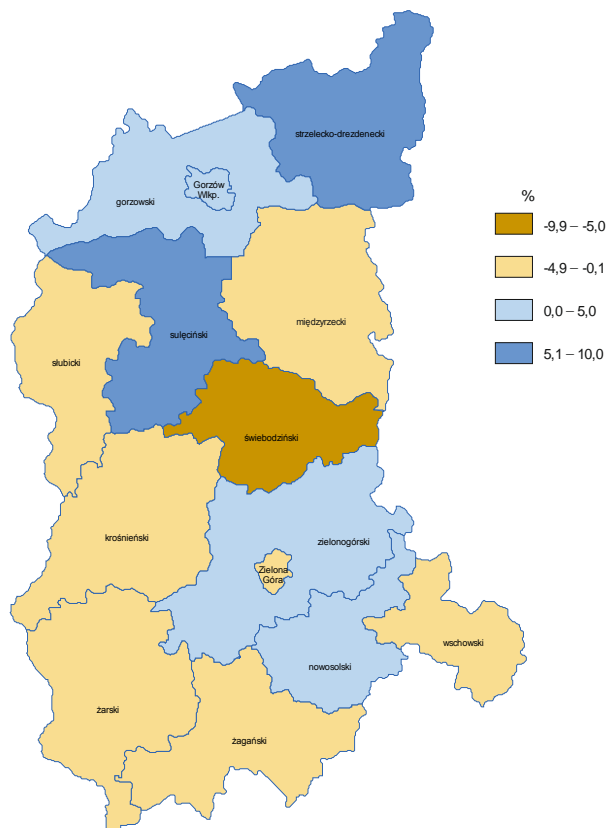 strzelecko-drezdenecki
Gorzów
Wlkp.
gorzowski
%
-9,9 – -5,0
-4,9 – -0,1
0,0 – 5,0
5,1 – 10,0
międzyrzecki
sulęciński
słubicki
świebodziński
krośnieński
zielonogórski
Zielona
Góra
wschowski
nowosolski
żarski
żagański